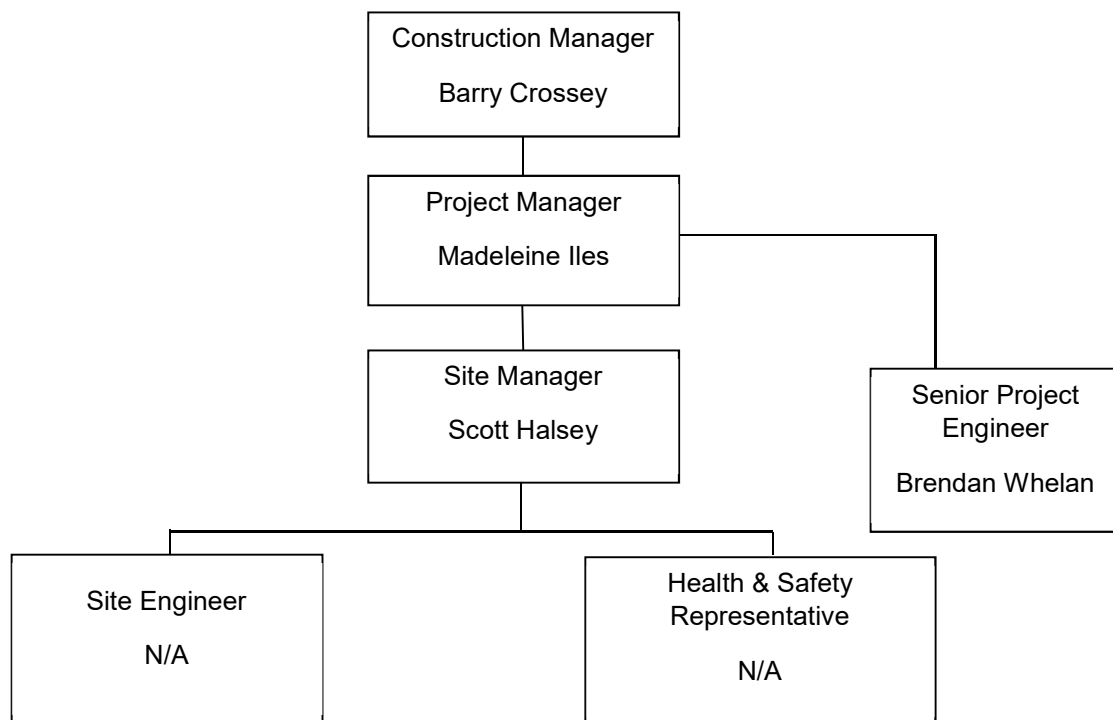 Construction Manager
Barry Crossey
Project Manager
Madeleine Iles
Site Manager
Scott Halsey
Senior Project
Engineer
Brendan Whelan
Site Engineer
N/A
Health & Safety
Representative
N/A